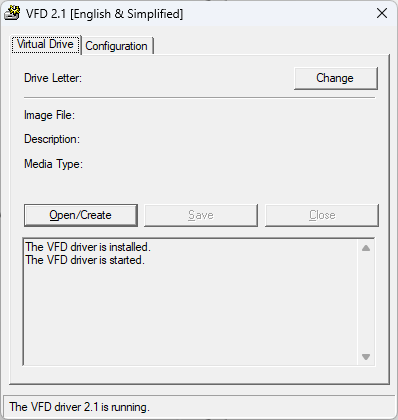 VFD 2.1 [English & Simplified]
Virtual Drive
Configuration
Drive Letter:
Change
Image File:
Description:
Media Type:
Open/Create
Save
Close
The VFD driver is installed.
The VFD driver is started.
The VFD driver 2.1 is running.